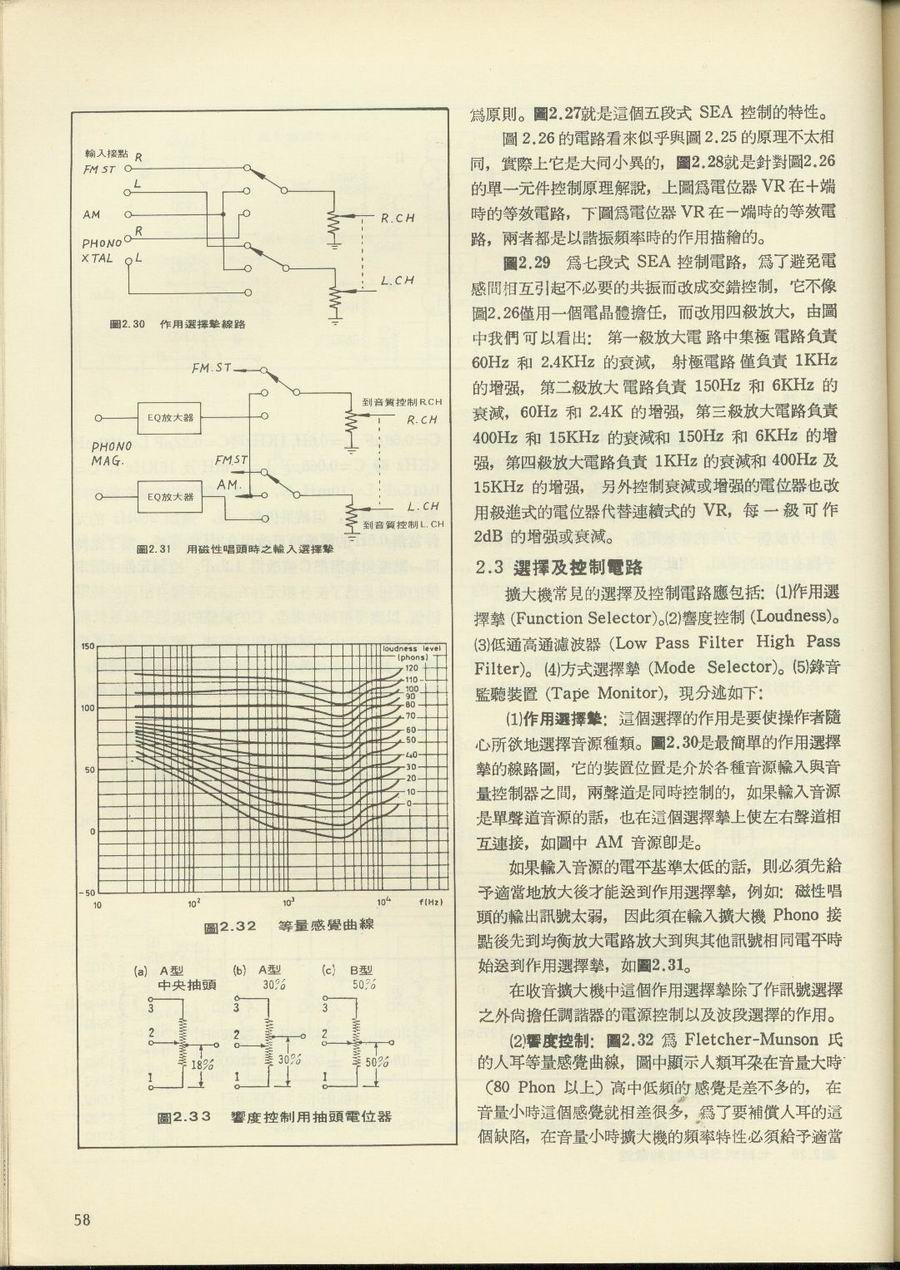 輸入接點 R
FM ST
L
AM
R
PHONO
XTAL L
R.CH
L.CH
圖2.30 作用選擇掣線路
FM.ST
到音質控制R.CH
EQ放大器
R.CH
PHONO
MAG.
FM.ST
AM.
EQ放大器
L.CH
到音質控制L.CH
圖2.31 用磁性唱頭時之輸入選擇掣
150
loudness level
(phons)
120
110
100
90
80
100
70
60
50
40
50
30
20
10
0
0
-50
10 10² 10³ 10⁴ f(Hz)
圖2.32 等量感覺曲線
(a) A型 (b) A型 (c) B型
中央抽頭 30% 50%
3 3 3
2 2 2
18% 30% 50%
1 1 1
圖2.33 響度控制用抽頭電位器
58
爲原則。圖2.27就是這個五段式 SEA 控制的特性。
圖 2.26 的電路看來似乎與圖 2.25 的原理不太相
同，實際上它是大同小異的，圖2.28就是針對圖2.26
的單一元件控制原理解說，上圖爲電位器 VR 在＋端
時的等效電路，下圖爲電位器 VR 在－端時的等效電
路，兩者都是以諧振頻率時的作用描繪的。
圖2.29 爲七段式 SEA 控制電路，爲了避免電
感間相互引起不必要的共振而改成交錯控制，它不像
圖2.26僅用一個電晶體擔任，而改用四級放大，由圖
中我們可以看出： 第一級放大電路中集極電路負責
60Hz 和 2.4KHz 的衰減， 射極電路僅負責 1KHz
的增强， 第二級放大電路負責 150Hz 和 6KHz 的
衰減，60Hz 和 2.4K 的增强，第三級放大電路負責
400Hz 和 15KHz 的衰減和 150Hz 和 6KHz 的增
强，第四級放大電路負責 1KHz 的衰減和 400Hz 及
15KHz 的增强， 另外控制衰減或增强的電位器也改
用級進式的電位器代替連續式的 VR，每一級可作
2dB 的增强或衰減。
2.3 選擇及控制電路
擴大機常見的選擇及控制電路應包括：⑴作用選
擇掣 (Function Selector)。⑵響度控制 (Loudness)。
⑶低通高通濾波器 (Low Pass Filter High Pass
Filter)。⑷方式選擇掣 (Mode Selector)。⑸錄音
監聽裝置 (Tape Monitor)，現分述如下：
⑴作用選擇掣：這個選擇的作用是要使操作者隨
心所欲地選擇音源種類。圖2.30是最簡單的作用選擇
掣的線路圖，它的裝置位置是介於各種音源輸入與音
量控制器之間，兩聲道是同時控制的，如果輸入音源
是單聲道音源的話，也在這個選擇掣上使左右聲道相
互連接，如圖中 AM 音源卽是。
如果輸入音源的電平基準太低的話，則必須先給
予適當地放大後才能送到作用選擇掣，例如：磁性唱
頭的輸出訊號太弱， 因此須在輸入擴大機 Phono 接
點後先到均衡放大電路放大到與其他訊號相同電平時
始送到作用選擇掣，如圖2.31。
在收音擴大機中這個作用選擇掣除了作訊號選擇
之外尙擔任調諧器的電源控制以及波段選擇的作用。
⑵響度控制：圖2.32 爲 Fletcher-Munson 氏
的人耳等量感覺曲線，圖中顯示人類耳朶在音量大時
（80 Phon 以上）高中低頻的感覺是差不多的， 在
音量小時這個感覺就相差很多，爲了要補償人耳的這
個缺陷，在音量小時擴大機的頻率特性必須給予適當